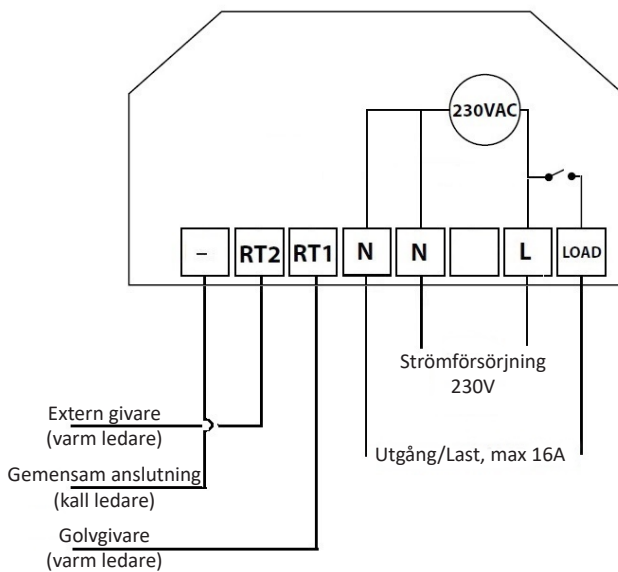 230VAC
–
RT2
RT1
N
N
L
LOAD
Strömförsörjning
230V
Extern givare
(varm ledare)
Utgång/Last, max 16A
Gemensam anslutning
(kall ledare)
Golvgivare
(varm ledare)